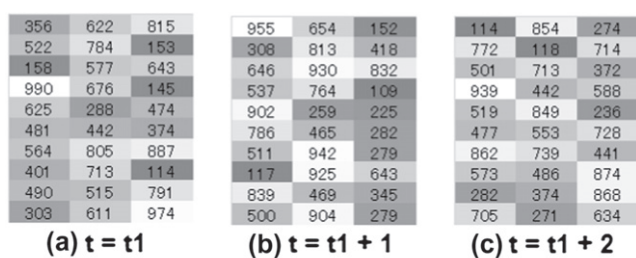 356 622 815 955 654 152 114 854 274
522 784 153 308 813 418 772 118 714
158 577 643 646 930 832 501 713 372
990 676 145 537 764 109 939 442 588
625 288 474 902 259 225 519 849 236
481 442 374 786 465 282 477 553 728
564 805 887 511 942 279 862 739 441
401 713 114 117 925 643 573 486 874
490 515 791 839 469 345 282 374 868
303 611 974 500 904 279 705 271 634
(a) t = t1 (b) t = t1 + 1 (c) t = t1 + 2